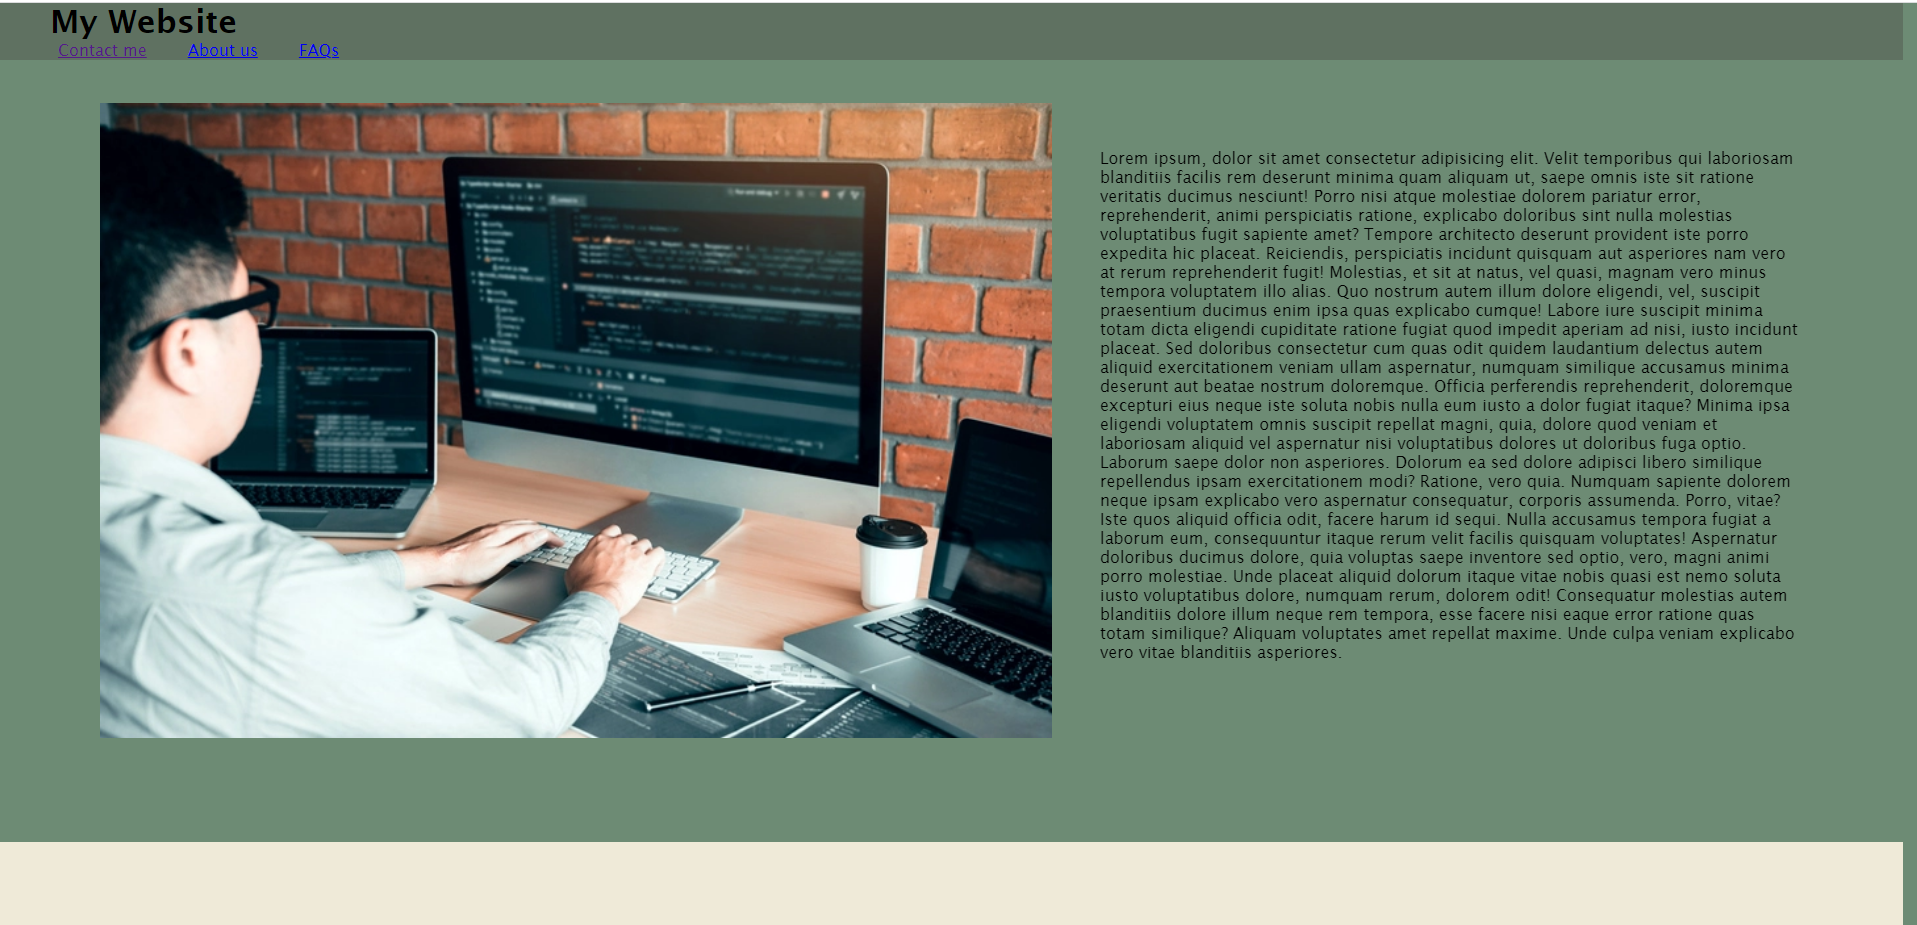 My Website
Contact me About us FAQs
Lorem ipsum, dolor sit amet consectetur adipisicing elit. Velit temporibus qui laboriosam
blanditiis facilis rem deserunt minima quam aliquam ut, saepe omnis iste sit ratione
veritatis ducimus nesciunt! Porro nisi atque molestiae dolorem pariatur error,
reprehenderit, animi perspiciatis ratione, explicabo doloribus sint nulla molestias
voluptatibus fugit sapiente amet? Tempore architecto deserunt provident iste porro
expedita hic placeat. Reiciendis, perspiciatis incidunt quisquam aut asperiores nam vero
at rerum reprehenderit fugit! Molestias, et sit at natus, vel quasi, magnam vero minus
tempora voluptatem illo alias. Quo nostrum autem illum dolore eligendi, vel, suscipit
praesentium ducimus enim ipsa quas explicabo cumque! Labore iure suscipit minima
totam dicta eligendi cupiditate ratione fugiat quod impedit aperiam ad nisi, iusto incidunt
placeat. Sed doloribus consectetur cum quas odit quidem laudantium delectus autem
aliquid exercitationem veniam ullam aspernatur, numquam similique accusamus minima
deserunt aut beatae nostrum doloremque. Officia perferendis reprehenderit, doloremque
excepturi eius neque iste soluta nobis nulla eum iusto a dolor fugiat itaque? Minima ipsa
eligendi voluptatem omnis suscipit repellat magni, quia, dolore quod veniam et
laboriosam aliquid vel aspernatur nisi voluptatibus dolores ut doloribus fuga optio.
Laborum saepe dolor non asperiores. Dolorum ea sed dolore adipisci libero similique
repellendus ipsam exercitationem modi? Ratione, vero quia. Numquam sapiente dolorem
neque ipsam explicabo vero aspernatur consequatur, corporis assumenda. Porro, vitae?
Iste quos aliquid officia odit, facere harum id sequi. Nulla accusamus tempora fugiat a
laborum eum, consequuntur itaque rerum velit facilis quisquam voluptates! Aspernatur
doloribus ducimus dolore, quia voluptas saepe inventore sed optio, vero, magni animi
porro molestiae. Unde placeat aliquid dolorum itaque vitae nobis quasi est nemo soluta
iusto voluptatibus dolore, numquam rerum, dolorem odit! Consequatur molestias autem
blanditiis dolore illum neque rem tempora, esse facere nisi eaque error ratione quas
totam similique? Aliquam voluptates amet repellat maxime. Unde culpa veniam explicabo
vero vitae blanditiis asperiores.